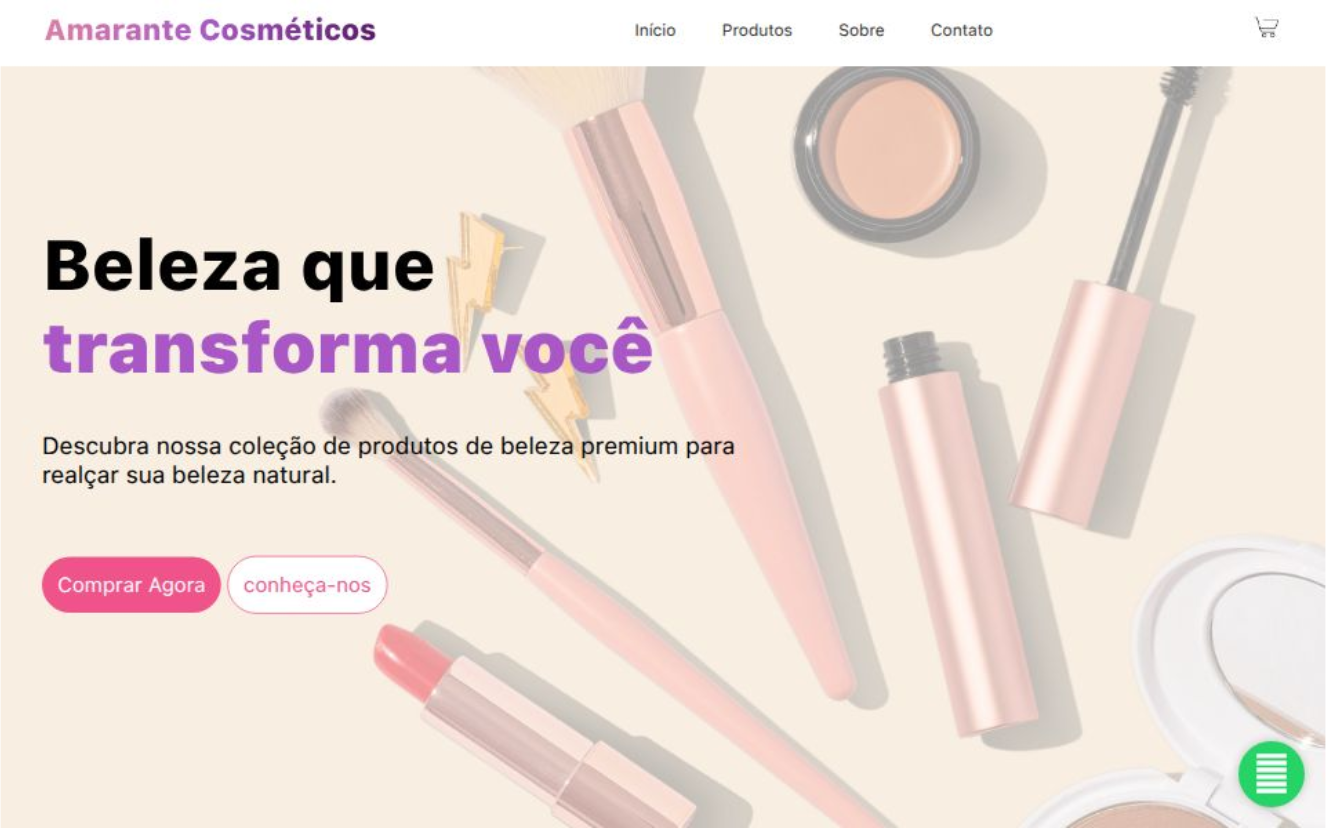 Amarante Cosméticos
Início Produtos Sobre Contato
Beleza que
transforma você
Descubra nossa coleção de produtos de beleza premium para
realçar sua beleza natural.
Comprar Agora conheça-nos